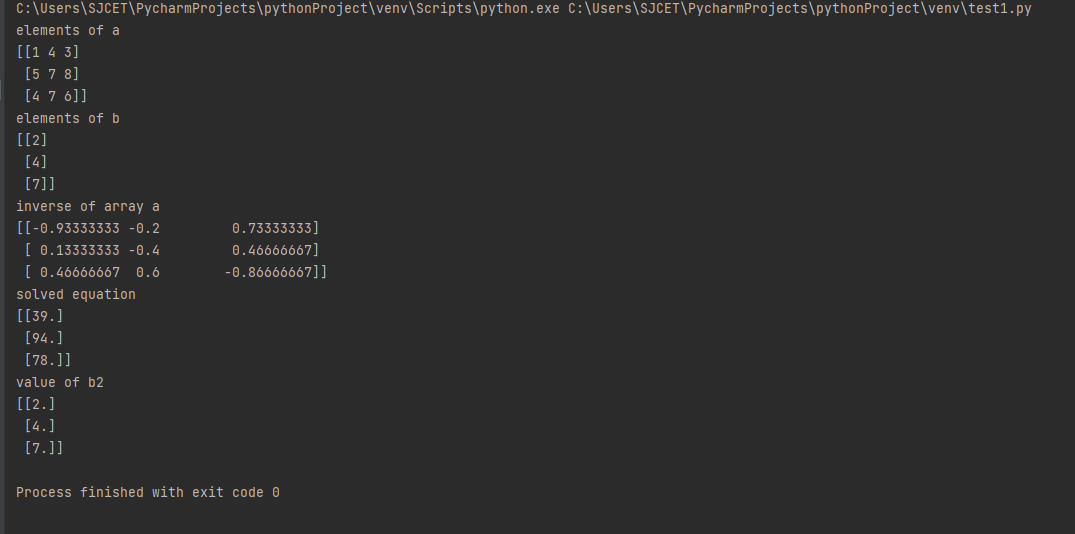 C:\Users\SJCET\PycharmProjects\pythonProject\venv\Scripts\python.exe C:\Users\SJCET\PycharmProjects\pythonProject\venv\test1.py
elements of a
[[1 4 3]
 [5 7 8]
 [4 7 6]]
elements of b
[[2]
 [4]
 [7]]
inverse of array a
[[-0.93333333 -0.2         0.73333333]
 [ 0.13333333 -0.4         0.46666667]
 [ 0.46666667  0.6        -0.86666667]]
solved equation
[[39.]
 [94.]
 [78.]]
value of b2
[[2.]
 [4.]
 [7.]]
Process finished with exit code 0